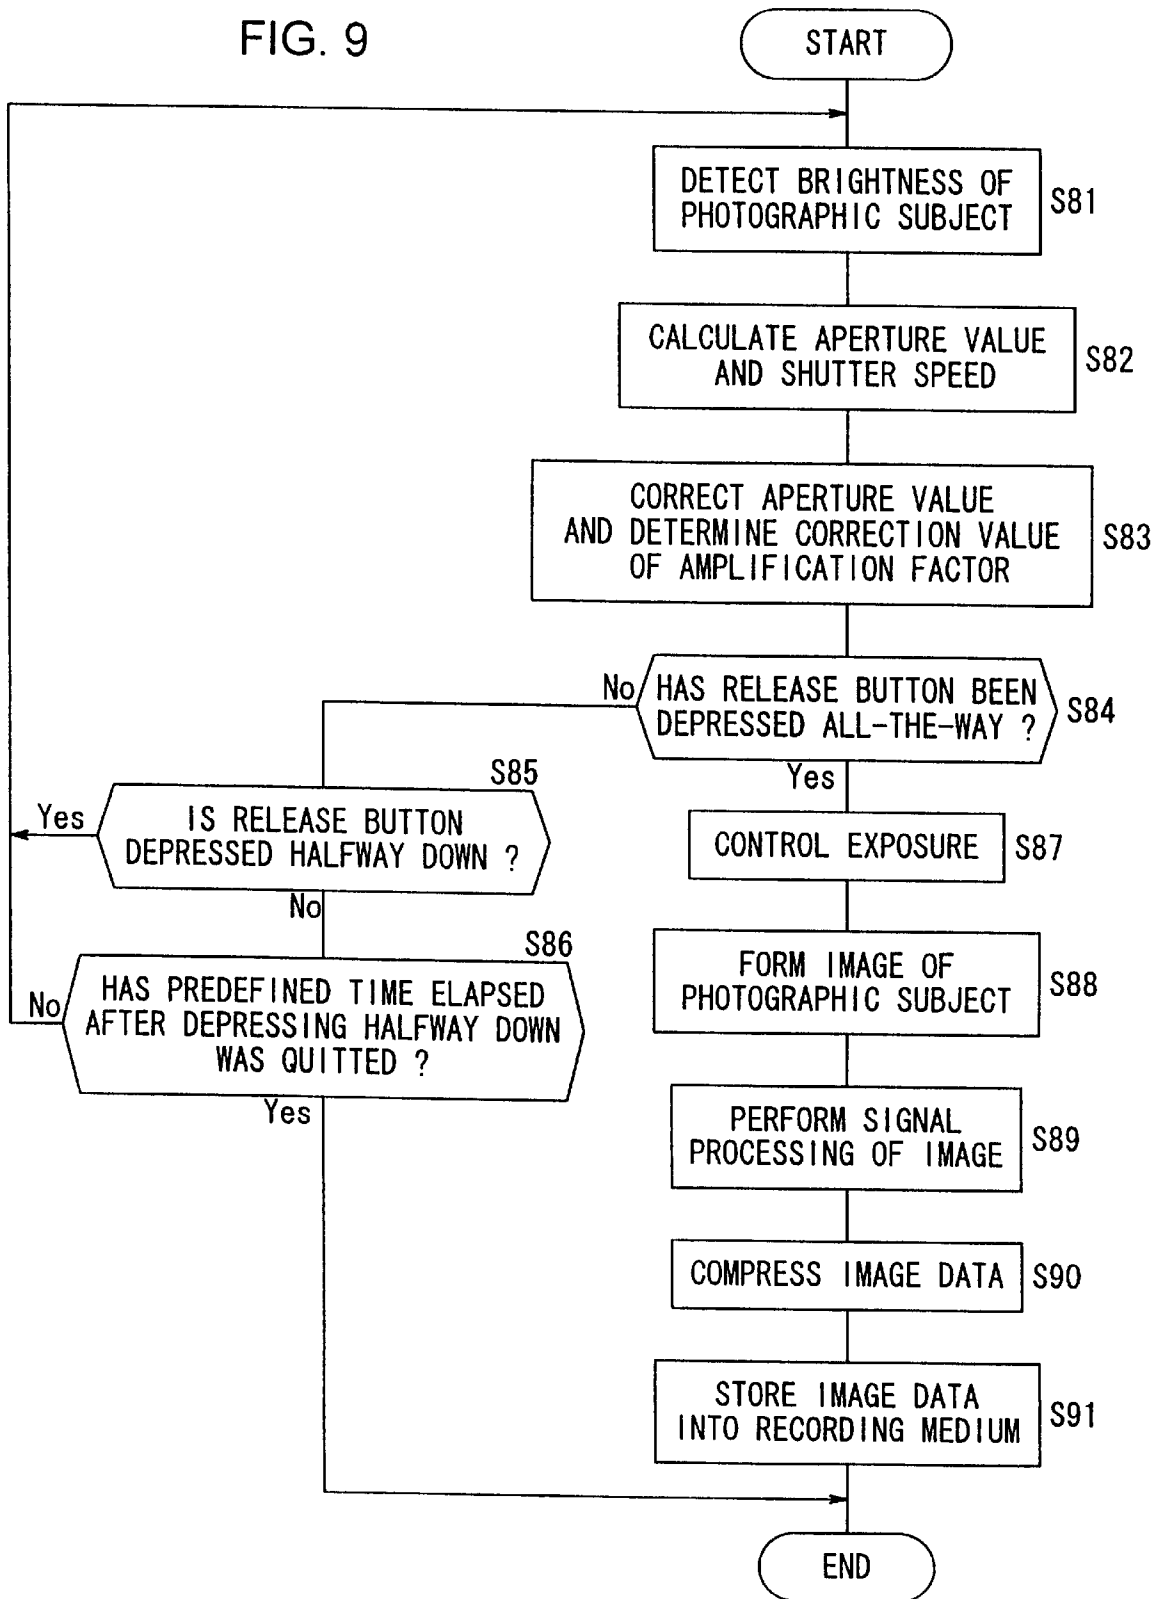 FIG. 9
START
DETECT BRIGHTNESS OF
PHOTOGRAPHIC SUBJECT
S81
CALCULATE APERTURE VALUE
AND SHUTTER SPEED
S82
CORRECT APERTURE VALUE
AND DETERMINE CORRECTION VALUE
OF AMPLIFICATION FACTOR
S83
No
HAS RELEASE BUTTON BEEN
DEPRESSED ALL-THE-WAY ?
S84
Yes
S85
Yes
IS RELEASE BUTTON
DEPRESSED HALFWAY DOWN ?
No
S86
No
HAS PREDEFINED TIME ELAPSED
AFTER DEPRESSING HALFWAY DOWN
WAS QUITTED ?
Yes
CONTROL EXPOSURE
S87
FORM IMAGE OF
PHOTOGRAPHIC SUBJECT
S88
PERFORM SIGNAL
PROCESSING OF IMAGE
S89
COMPRESS IMAGE DATA
S90
STORE IMAGE DATA
INTO RECORDING MEDIUM
S91
END